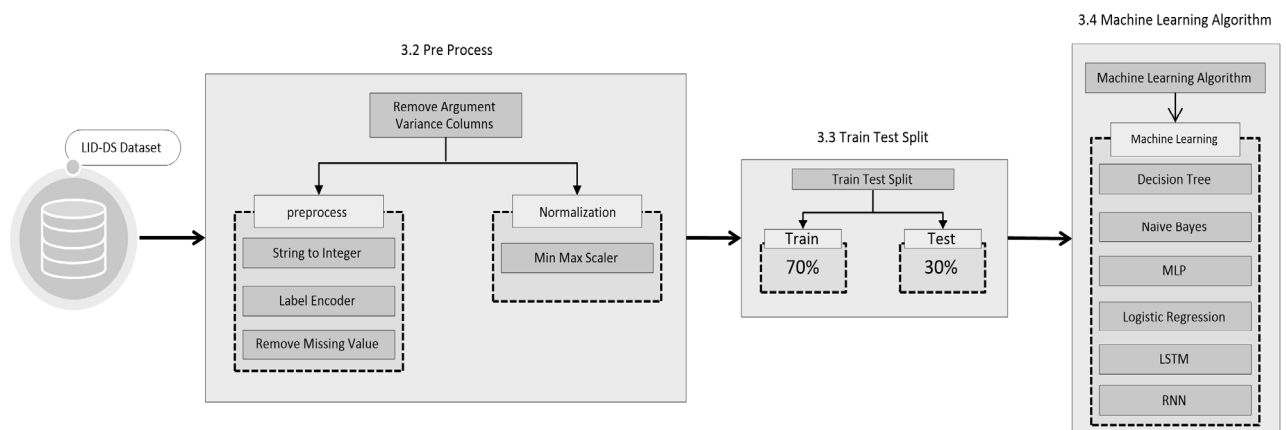 LID-DS Dataset
3.2 Pre Process
Remove Argument
Variance Columns
preprocess
String to Integer
Label Encoder
Remove Missing Value
Normalization
Min Max Scaler
3.3 Train Test Split
Train Test Split
Train
70%
Test
30%
3.4 Machine Learning Algorithm
Machine Learning Algorithm
Machine Learning
Decision Tree
Naive Bayes
MLP
Logistic Regression
LSTM
RNN